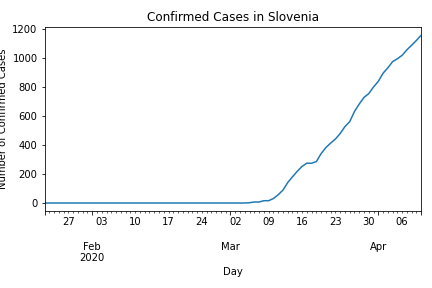 Confirmed Cases in Slovenia
Number of Confirmed Cases
1200
1000
800
600
400
200
0
27 03 10 17 24 02 09 16 23 30 06
Feb Mar Apr
2020
Day